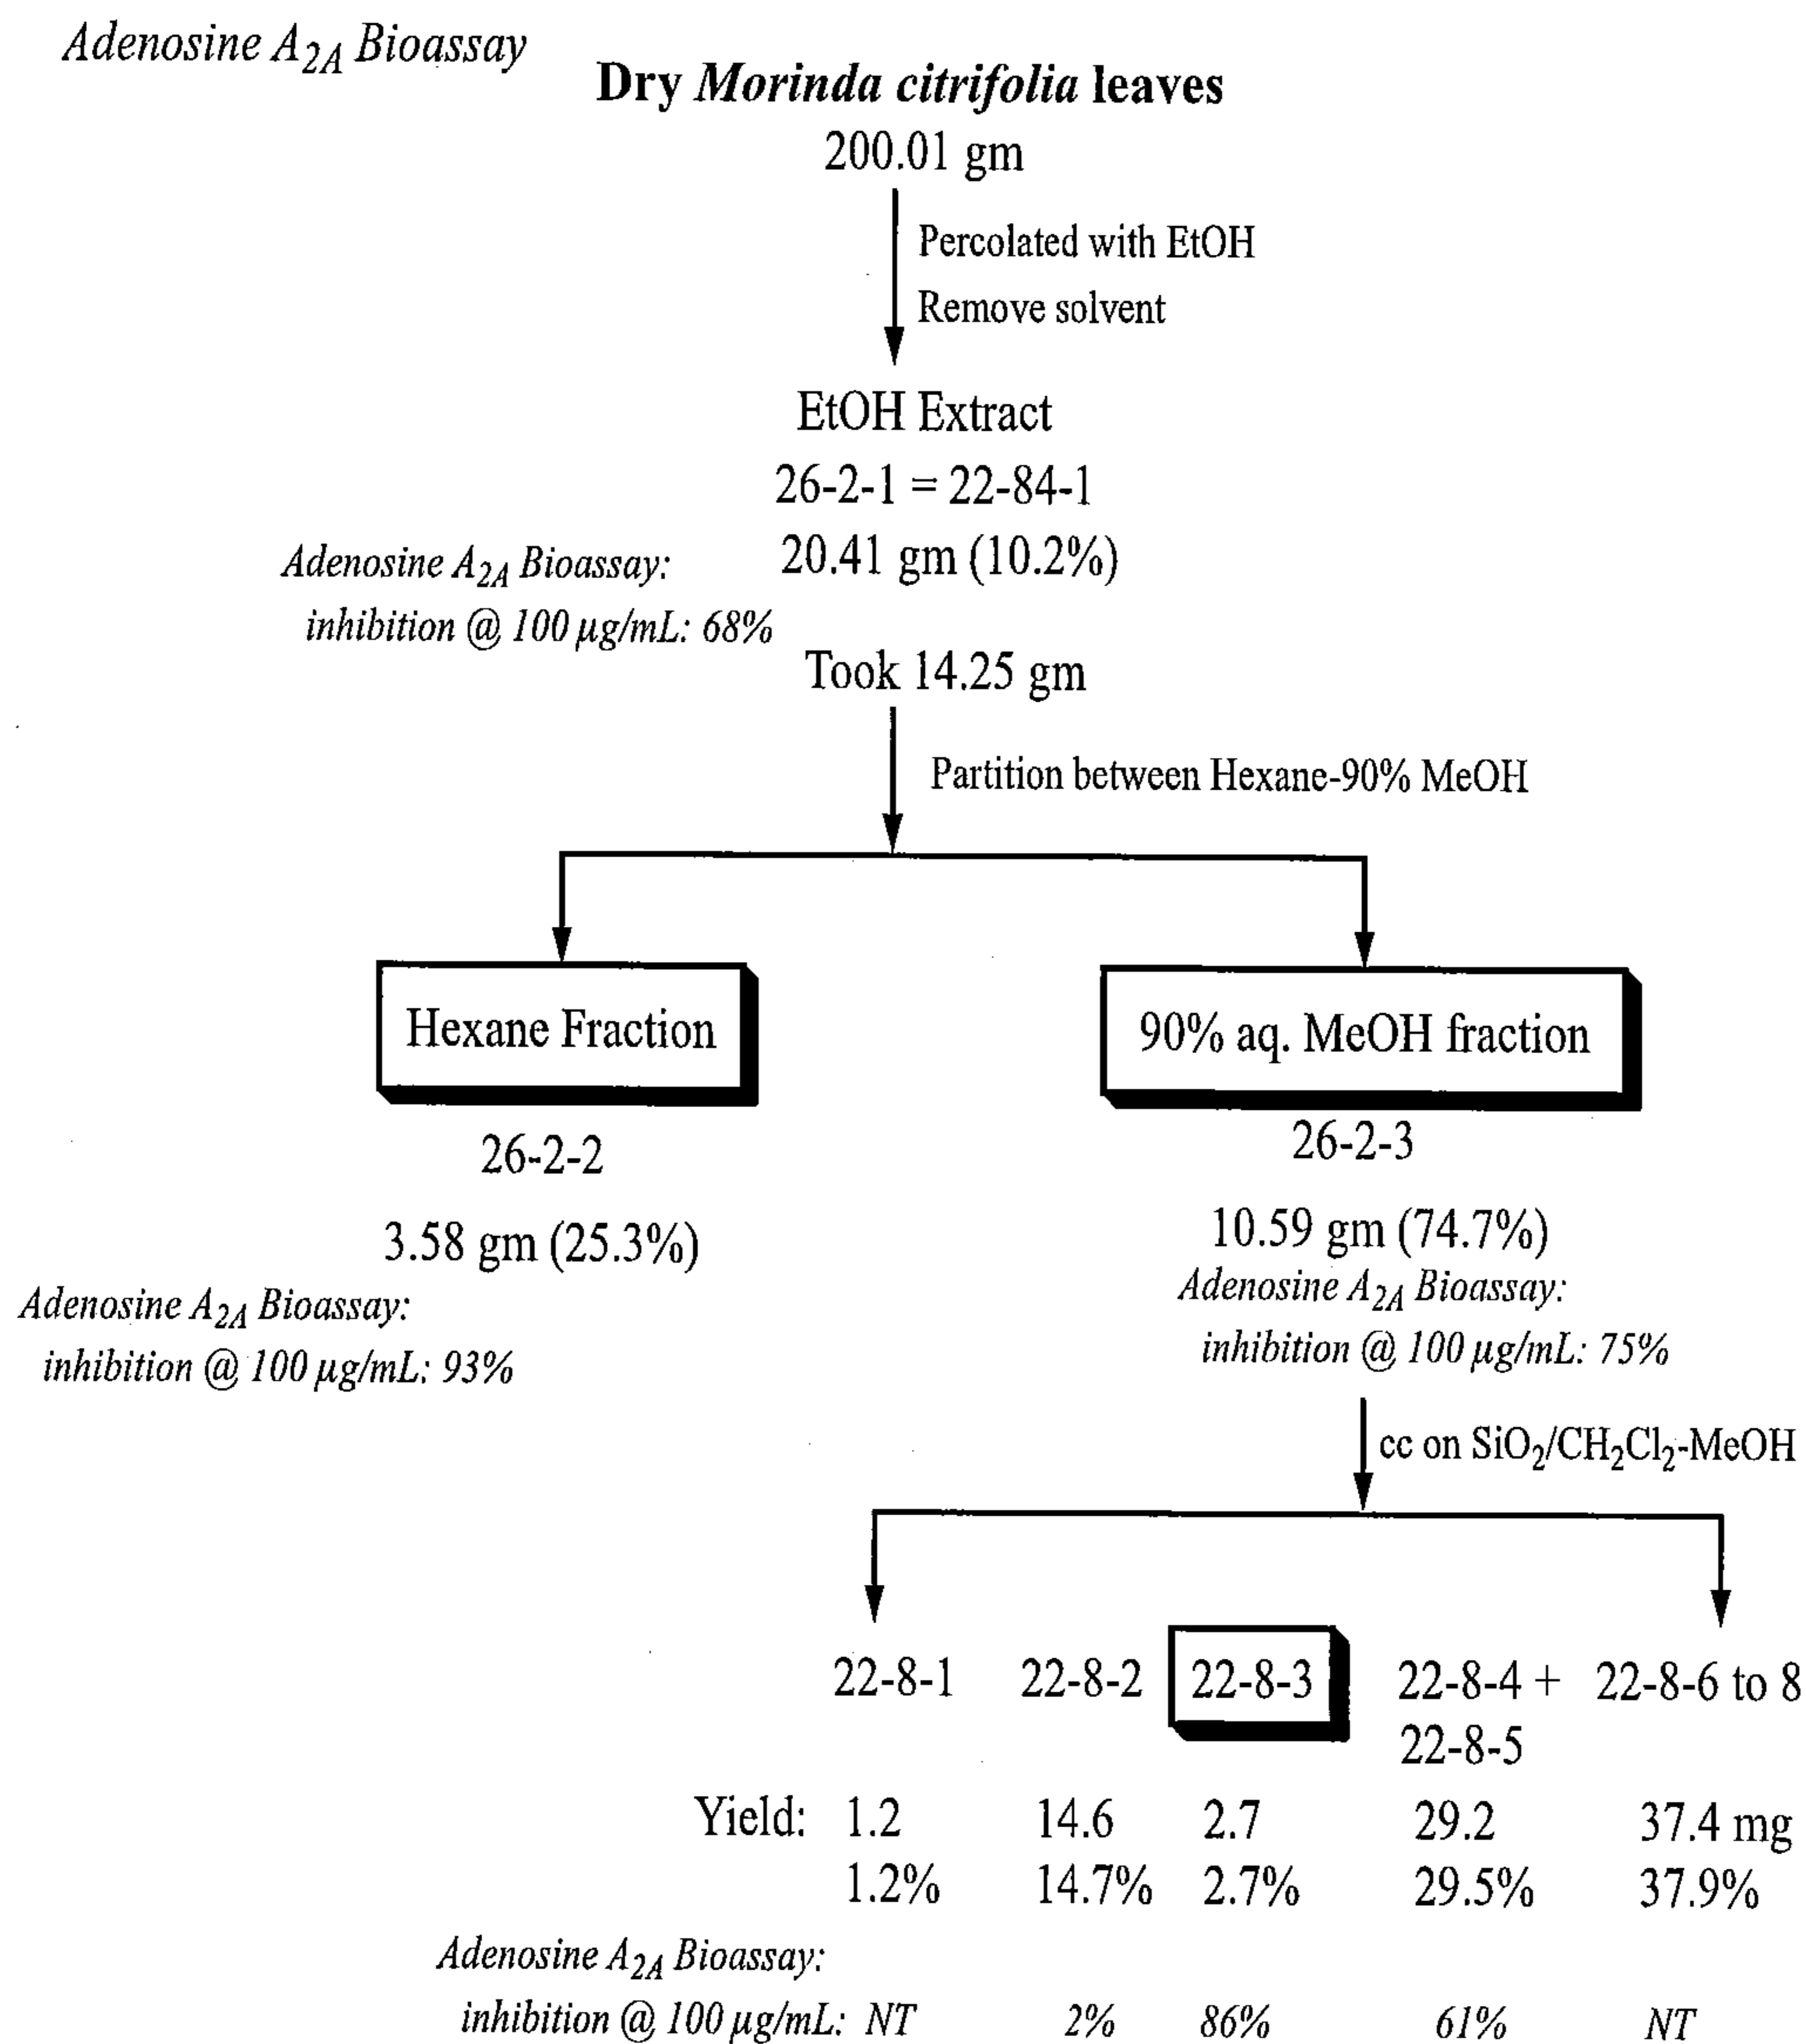 Adenosine A2A Bioassay
Dry Morinda citrifolia leaves
200.01 gm
Percolated with EtOH
Remove solvent
EtOH Extract
26-2-1 = 22-84-1
20.41 gm (10.2%)
Adenosine A2A Bioassay:
inhibition @ 100 µg/mL: 68%
Took 14.25 gm
Partition between Hexane-90% MeOH
Hexane Fraction
26-2-2
3.58 gm (25.3%)
Adenosine A2A Bioassay:
inhibition @ 100 µg/mL: 93%
90% aq. MeOH fraction
26-2-3
10.59 gm (74.7%)
Adenosine A2A Bioassay:
inhibition @ 100 µg/mL: 75%
cc on SiO2/CH2Cl2-MeOH
22-8-1 22-8-2 22-8-3 22-8-4 + 22-8-6 to 8
22-8-5
Yield: 1.2 14.6 2.7 29.2 37.4 mg
1.2% 14.7% 2.7% 29.5% 37.9%
Adenosine A2A Bioassay:
inhibition @ 100 µg/mL: NT 2% 86% 61% NT